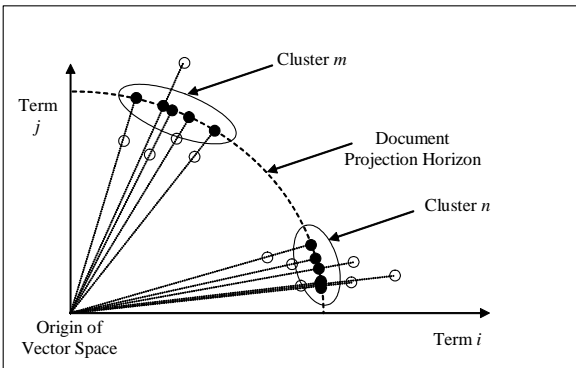 Cluster m
Term
j
Document
Projection Horizon
Cluster n
Origin of
Vector Space
Term i